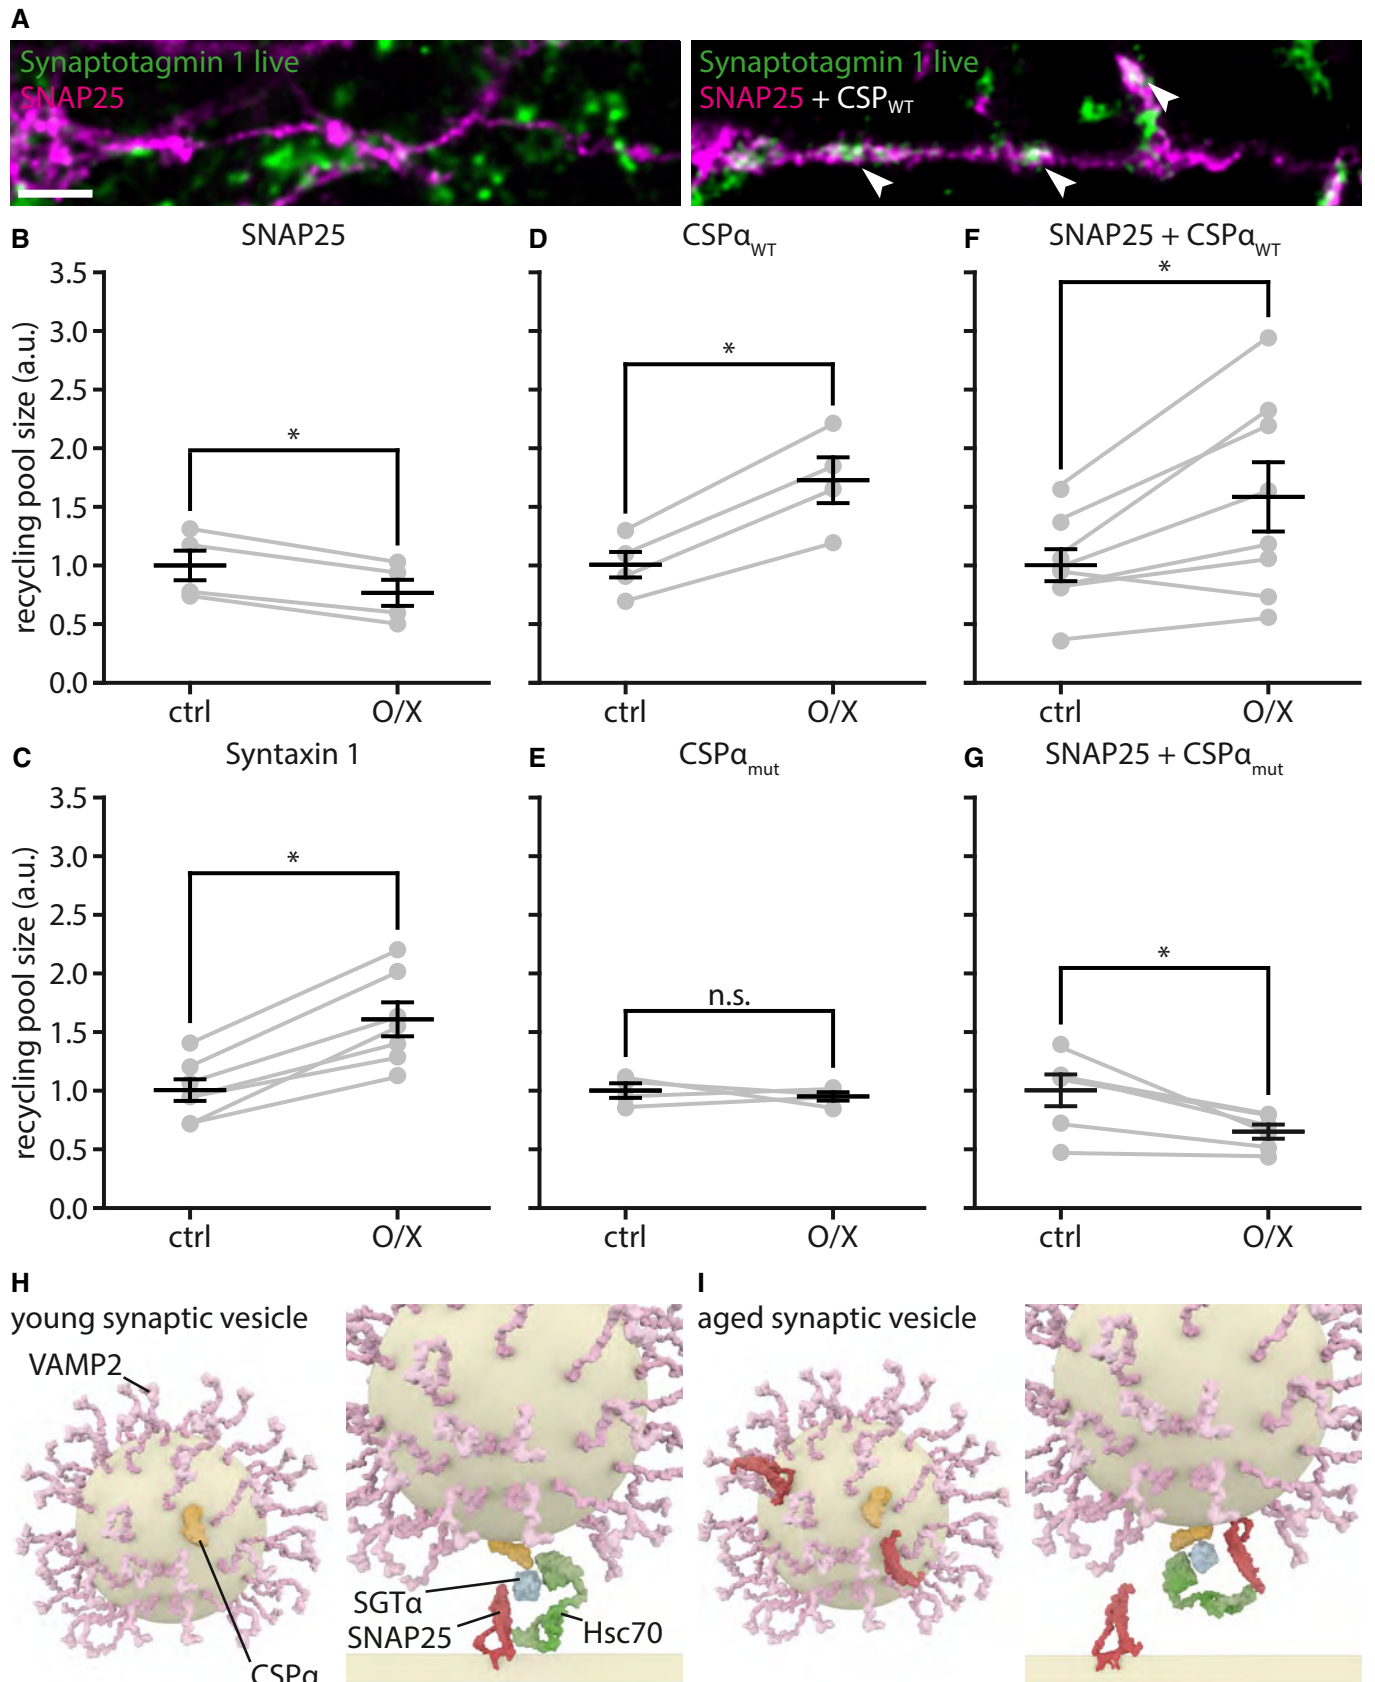 A
Synaptotagmin 1 live
SNAP25
Synaptotagmin 1 live
SNAP25 + CSPWT
B
SNAP25
D
CSPαWT
F
SNAP25 + CSPαWT
recycling pool size (a.u.)
3.5
3.0
2.5
2.0
1.5
1.0
0.5
0.0
*
*
*
ctrl
O/X
ctrl
O/X
ctrl
O/X
C
Syntaxin 1
E
CSPαmut
G
SNAP25 + CSPαmut
recycling pool size (a.u.)
3.5
3.0
2.5
2.0
1.5
1.0
0.5
0.0
*
n.s.
*
ctrl
O/X
ctrl
O/X
ctrl
O/X
H
young synaptic vesicle
VAMP2
CSPα
SGTα
SNAP25
Hsc70
I
aged synaptic vesicle